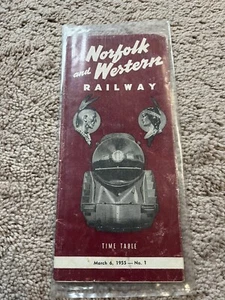 Norfolk
and Western
RAILWAY
TIME TABLE
March 6, 1955 — No. 1